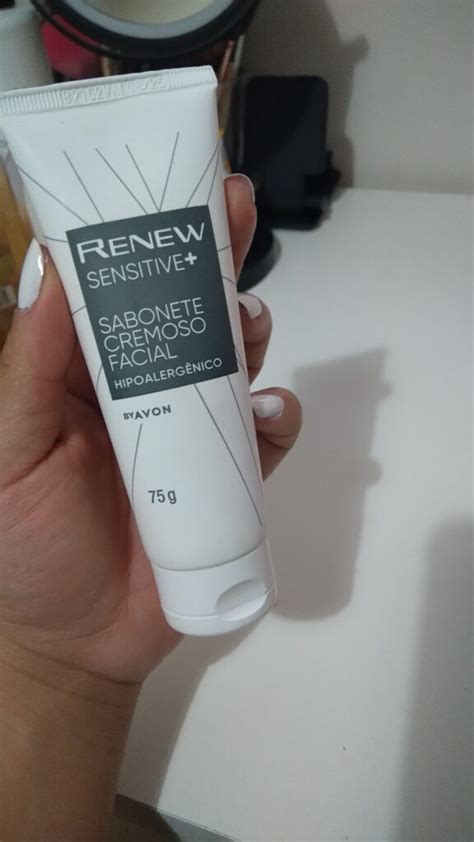 RENEW
SENSITIVE+
SABONETE
CREMOSO
FACIAL
HIPOALERGÊNICO
BY AVON
75g